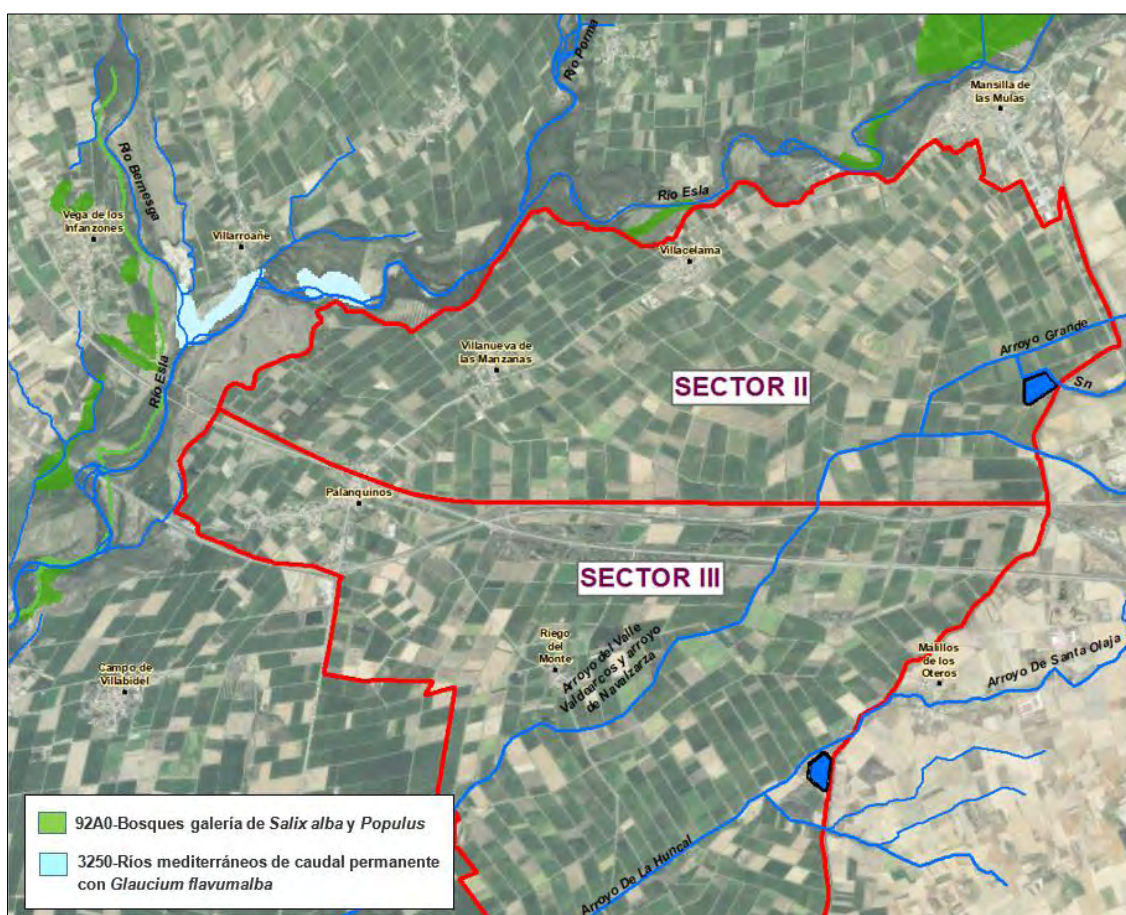 Río Porma
Mansilla
de las Mulas
Río Bernesga
Río Esla
Vega de los
Infanzones
Villarroañe
Villacelama
Arroyo Grande
Villanueva de
las Manzanas
Río Esla
SECTOR II
Sn
Palanquinos
SECTOR III
Riego
del
Monte
Arroyo del Valle
Valdearcos y arroyo
de Navalzarza
Malillos
de los
Oteros
Arroyo De Santa Olaja
Campo de
Villabidel
Arroyo De La Huncal
92A0-Bosques galería de Salix alba y Populus
3250-Ríos mediterráneos de caudal permanente
con Glaucium flavumalba